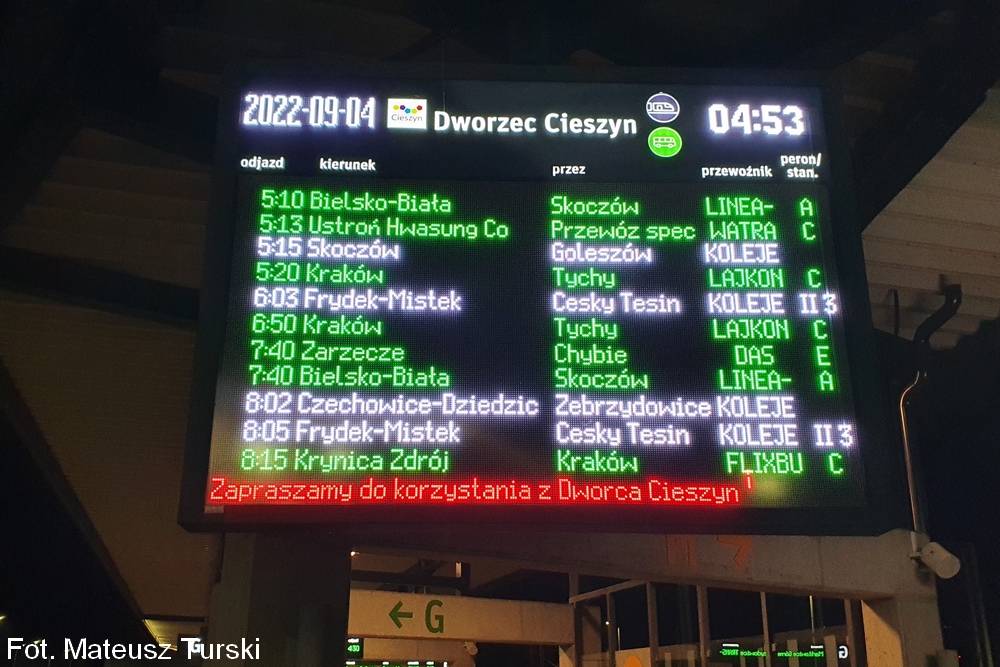 2022-09-04 Cieszyn Dworzec Cieszyn 04:53
odjazd kierunek przez przewoźnik peron/ stan.
5:10 Bielsko-Biała Skoczów LINEA- A
5:13 Ustroń Hwasung Co Przewóz spec WATRA C
5:15 Skoczów Goleszów KOLEJE
5:20 Kraków Tychy LAJKON C
6:03 Frydek-Mistek Cesky Tesin KOLEJE II 3
6:50 Kraków Tychy LAJKON C
7:40 Zarzecze Chybie DAS E
7:40 Bielsko-Biała Skoczów LINEA- A
8:02 Czechowice-Dziedzic Zebrzydowice KOLEJE
8:05 Frydek-Mistek Cesky Tesin KOLEJE II 3
8:15 Krynica Zdrój Kraków FLIXBU C
Zapraszamy do korzystania z Dworca Cieszyn
← G
G
Fot. Mateusz Turski